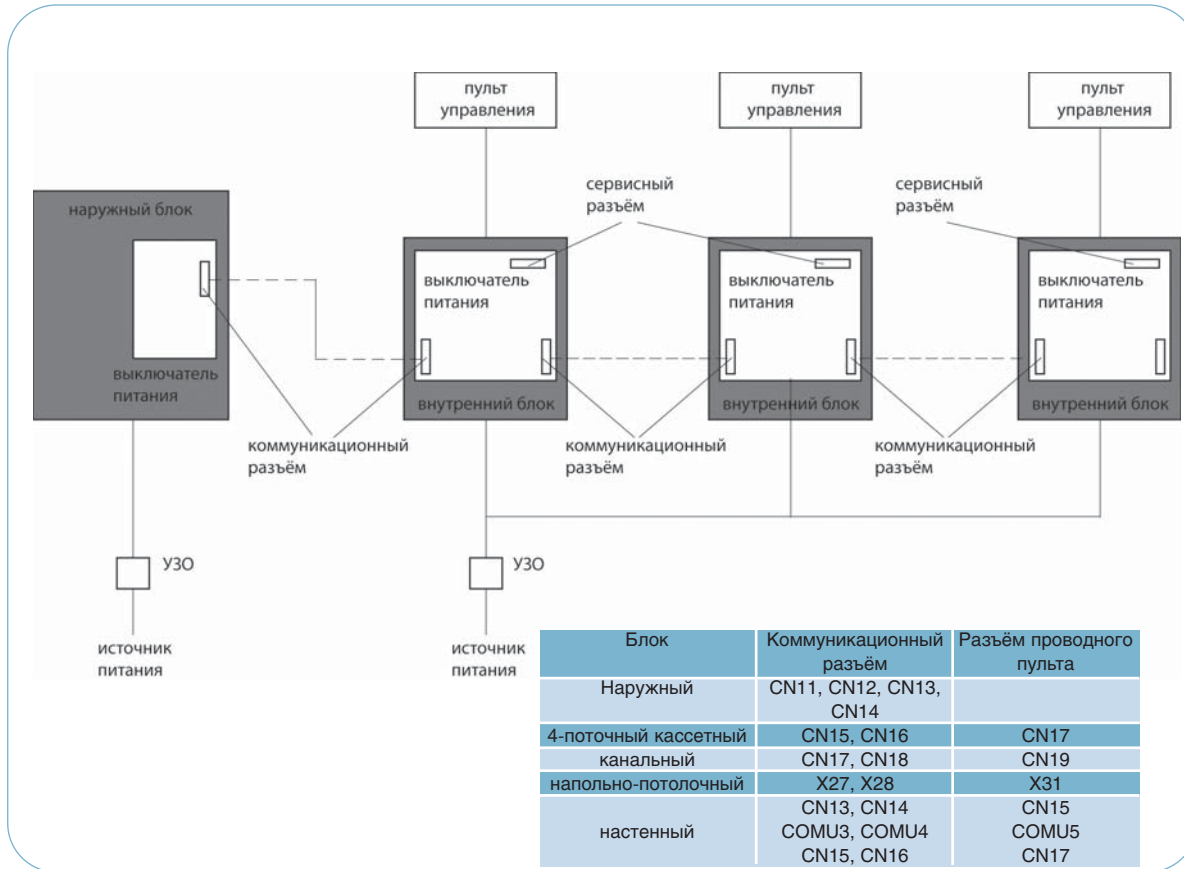 пульт
управления
пульт
управления
пульт
управления
сервисный
разъём
сервисный
разъём
наружный блок
выключатель
питания
выключатель
питания
выключатель
питания
выключатель
питания
внутренний блок
внутренний блок
внутренний блок
коммуникационный
разъём
коммуникационный
разъём
коммуникационный
разъём
УЗО
УЗО
источник
питания
источник
питания
Блок
Коммуникационный
разъём
Разъём проводного
пульта
Наружный
CN11, CN12, CN13,
CN14
4-поточный кассетный CN15, CN16 CN17
канальный CN17, CN18 CN19
напольно-потолочный X27, X28 X31
настенный
CN13, CN14 CN15
COMU3, COMU4 COMU5
CN15, CN16 CN17